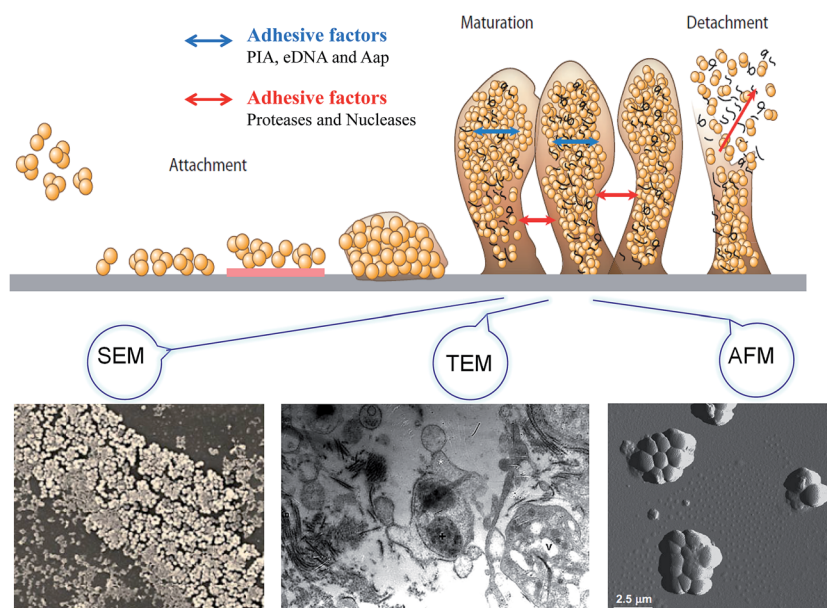 Adhesive factors
PIA, eDNA and Aap
Adhesive factors
Proteases and Nucleases
Attachment
Maturation
Detachment
SEM
TEM
AFM
+
V
2.5 µm